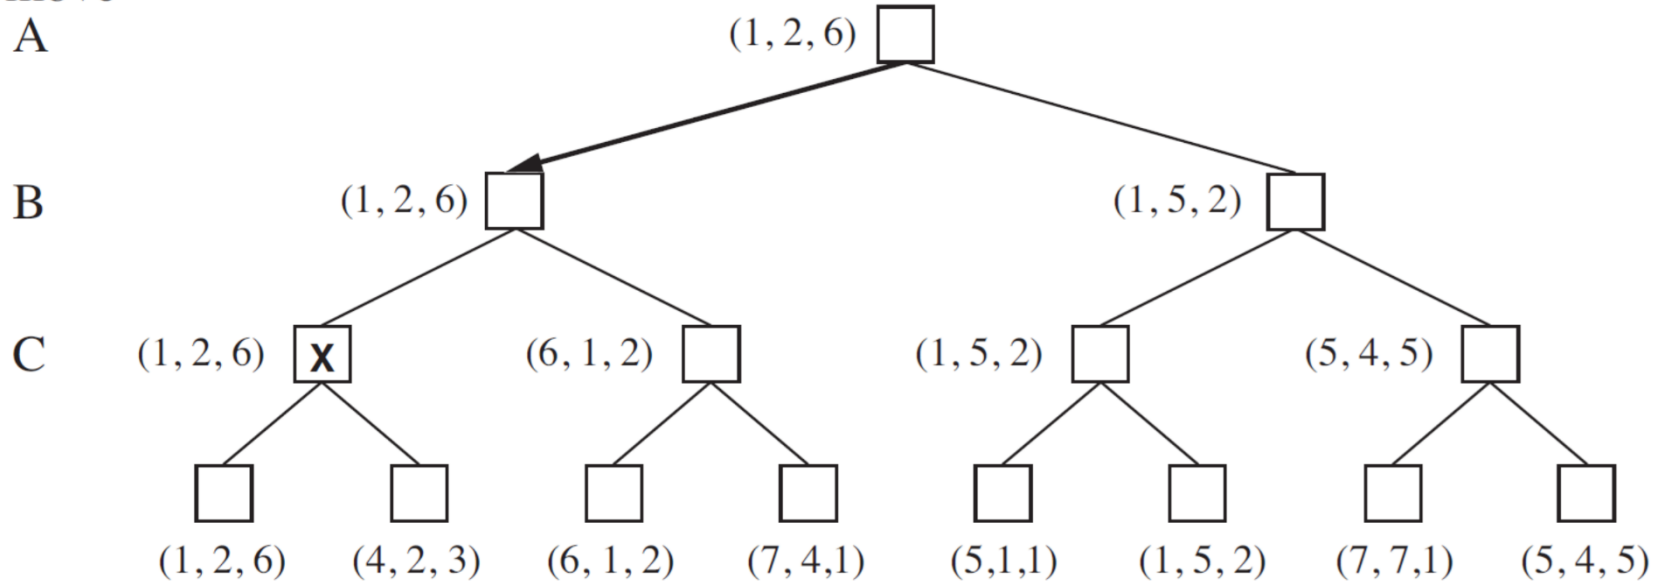 A (1, 2, 6)
B (1, 2, 6) (1, 5, 2)
C (1, 2, 6) X (6, 1, 2) (1, 5, 2) (5, 4, 5)
(1, 2, 6) (4, 2, 3) (6, 1, 2) (7, 4,1) (5,1,1) (1, 5, 2) (7, 7,1) (5, 4, 5)